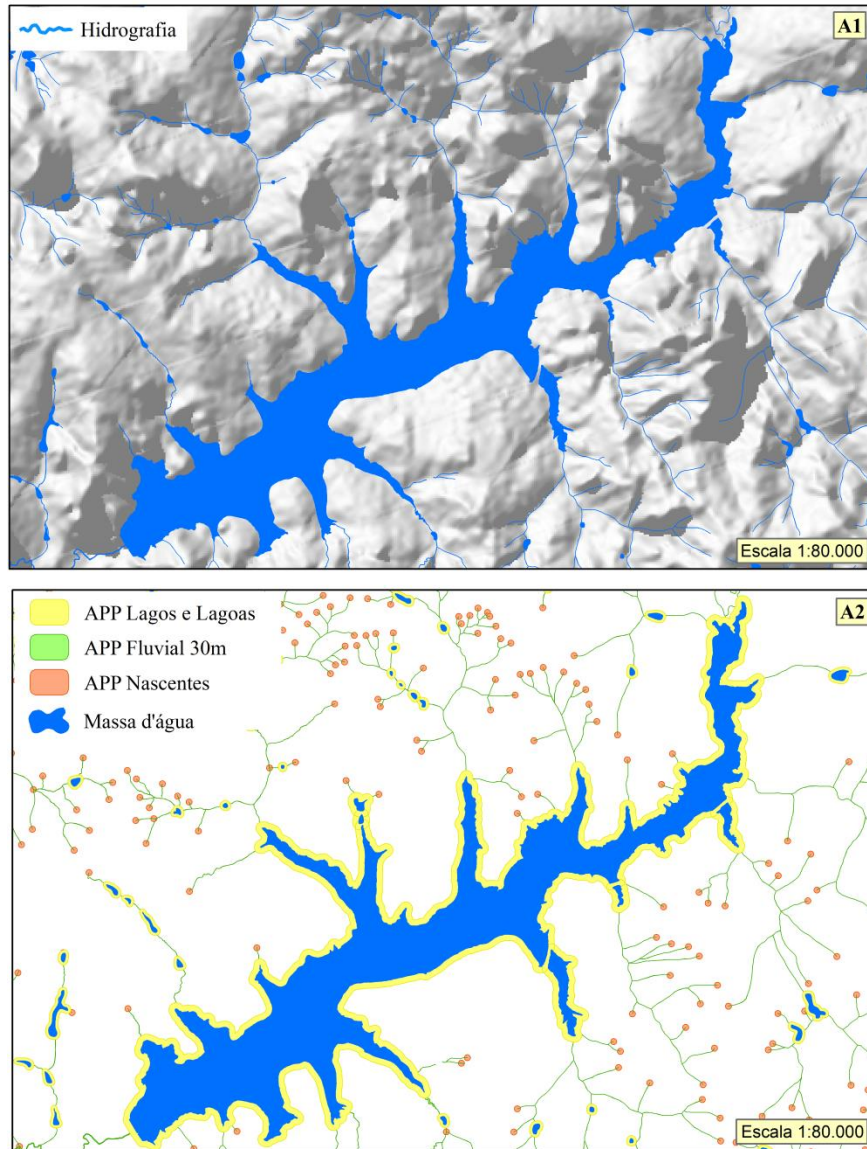 Hidrografia
A1
Escala 1:80.000
APP Lagos e Lagoas
A2
APP Fluvial 30m
APP Nascentes
Massa d'água
Escala 1:80.000